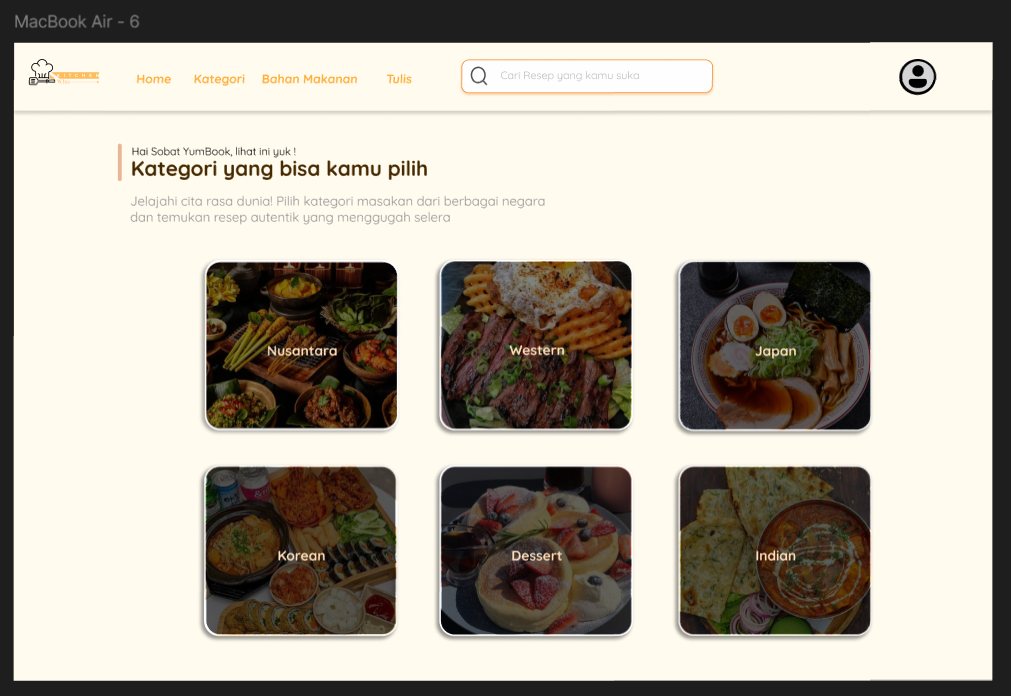 MacBook Air - 6
KITCHEN
Home Kategori Bahan Makanan Tulis
Cari Resep yang kamu suka
Hai Sobat YumBook, lihat ini yuk !
Kategori yang bisa kamu pilih
Jelajahi cita rasa dunia! Pilih kategori masakan dari berbagai negara
dan temukan resep autentik yang menggugah selera
Nusantara
Western
Japan
Korean
Dessert
Indian